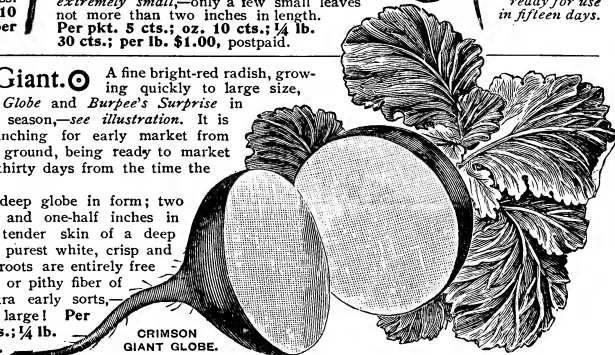 10
per
extremely small,—only a few small leaves
not more than two inches in length.
Per pkt. 5 cts.; oz. 10 cts.; ¼ lb.
30 cts.; per lb. $1.00, postpaid.
ready for use
in fifteen days.
Giant.⊙ A fine bright-red radish, grow-
ing quickly to large size,
Globe and Burpee's Surprise in
season,—see illustration. It is
nching for early market from
ground, being ready to market
thirty days from the time the
deep globe in form; two
and one-half inches in
tender skin of a deep
purest white, crisp and
roots are entirely free
or pithy fiber of
ra early sorts,—
large! Per
s.; ¼ lb.
CRIMSON
GIANT GLOBE.